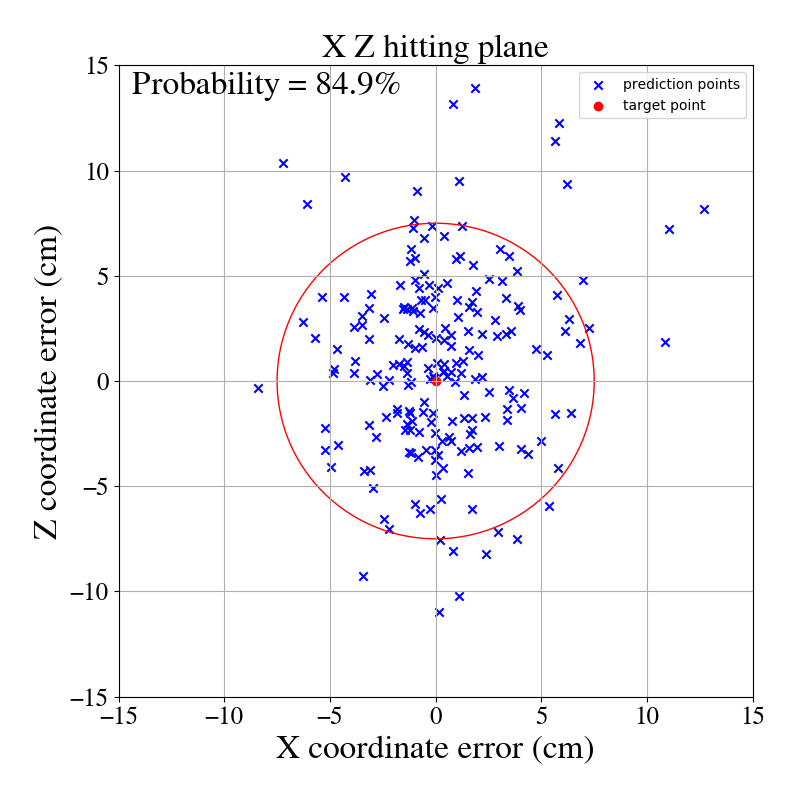 X Z hitting plane
Probability = 84.9%
prediction points
target point
15
10
5
0
−5
−10
−15
Z coordinate error (cm)
−15 −10 −5 0 5 10 15
X coordinate error (cm)